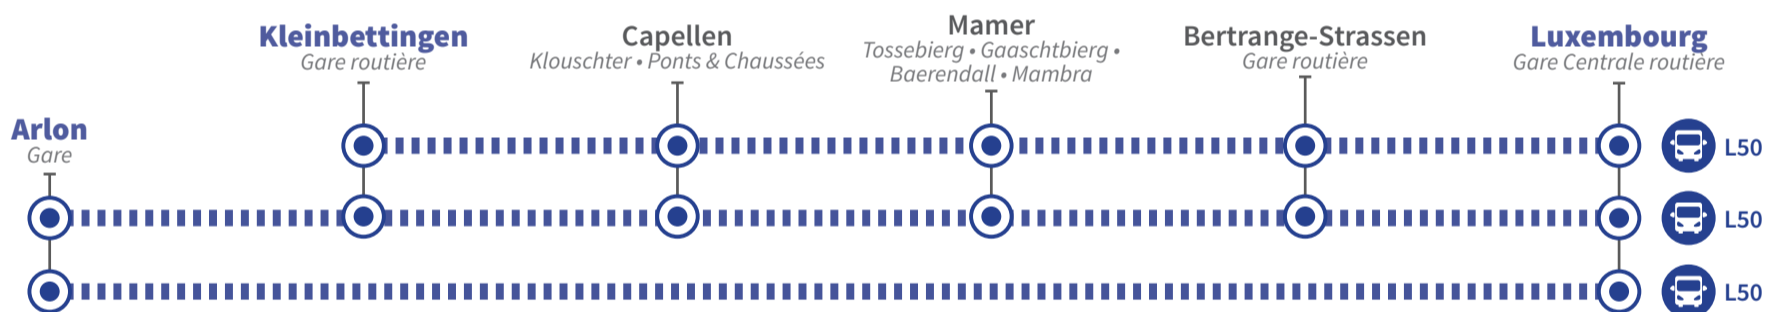 Kleinbettingen
Gare routière
Capellen
Klouschter • Ponts & Chaussées
Mamer
Tossebierg • Gaaschtbierg •
Baerendall • Mambra
Bertrange-Strassen
Gare routière
Luxembourg
Gare Centrale routière
Arlon
Gare
L50
L50
L50